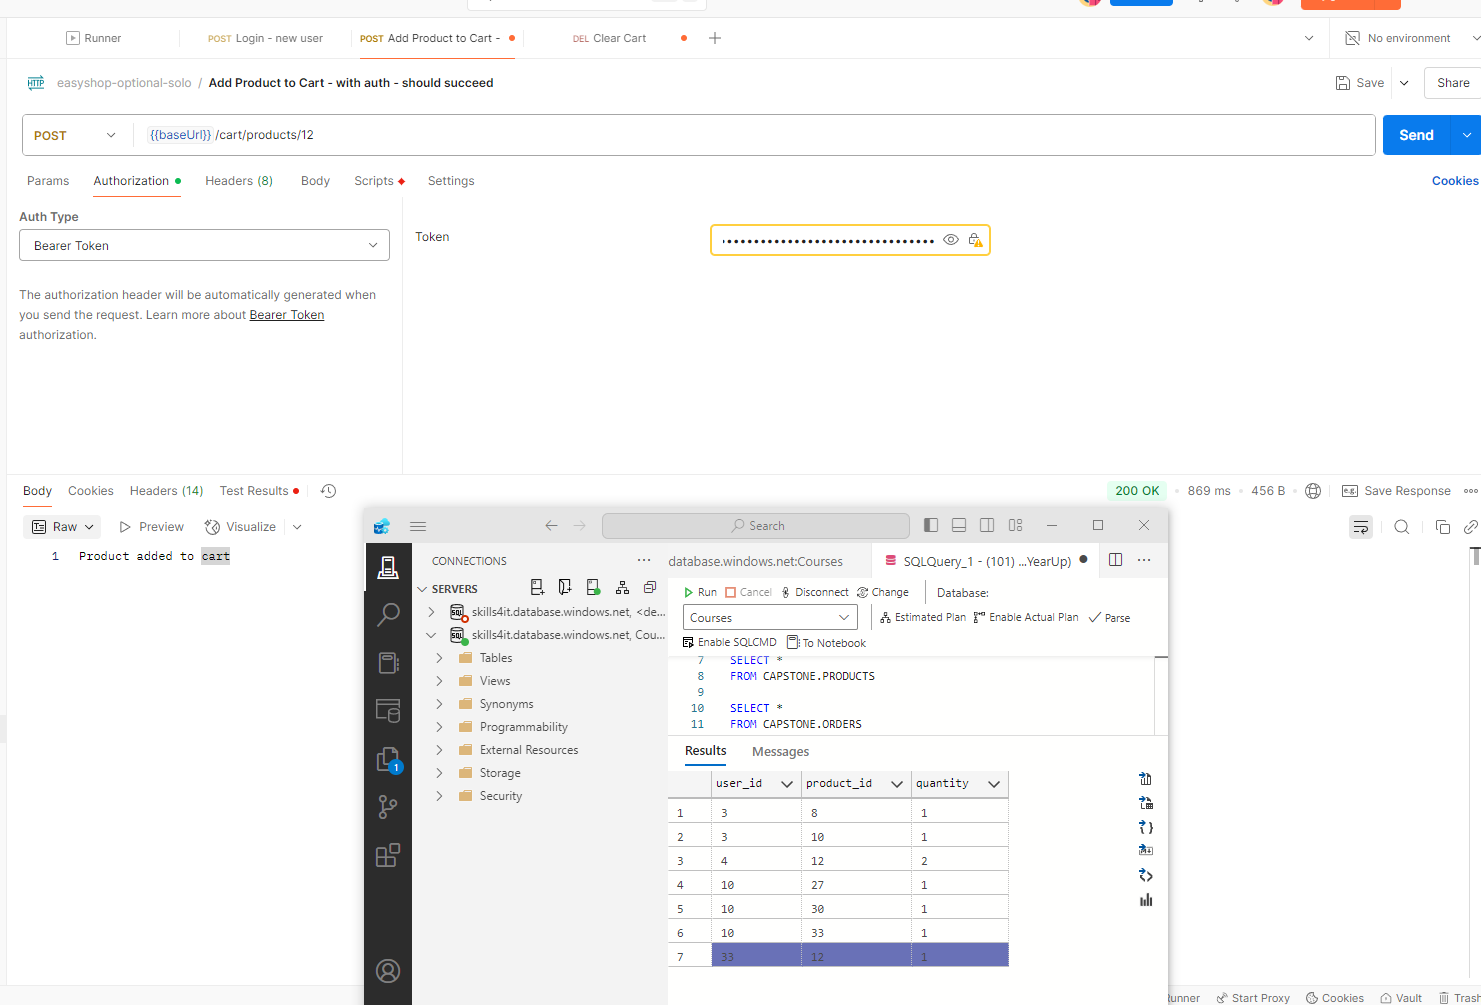 Runner
POST Login - new user
POST Add Product to Cart -
DEL Clear Cart
No environment
HTTP easyshop-optional-solo / Add Product to Cart - with auth - should succeed
Save
Share
POST
{{baseUrl}} /cart/products/12
Send
Params
Authorization
Headers (8)
Body
Scripts
Settings
Cookies
Auth Type
Bearer Token
Token
The authorization header will be automatically generated when
you send the request. Learn more about Bearer Token
authorization.
Body
Cookies
Headers (14)
Test Results
200 OK
869 ms
456 B
e.g.
Save Response
Raw
Preview
Visualize
1 Product added to cart
Search
CONNECTIONS
SERVERS
skills4it.database.windows.net, <de...
skills4it.database.windows.net, Cou...
Tables
Views
Synonyms
Programmability
External Resources
Storage
Security
1
database.windows.net:Courses
SQLQuery_1 - (101) ...YearUp)
Run
Cancel
Disconnect
Change
Database:
Courses
Estimated Plan
Enable Actual Plan
Parse
Enable SQLCMD
To Notebook
7 SELECT *
8 FROM CAPSTONE.PRODUCTS
9
10 SELECT *
11 FROM CAPSTONE.ORDERS
Results
Messages
user_id product_id quantity
1 3 8 1
2 3 10 1
3 4 12 2
4 10 27 1
5 10 30 1
6 10 33 1
7 33 12 1
Runner
Start Proxy
Cookies
Vault
Trash